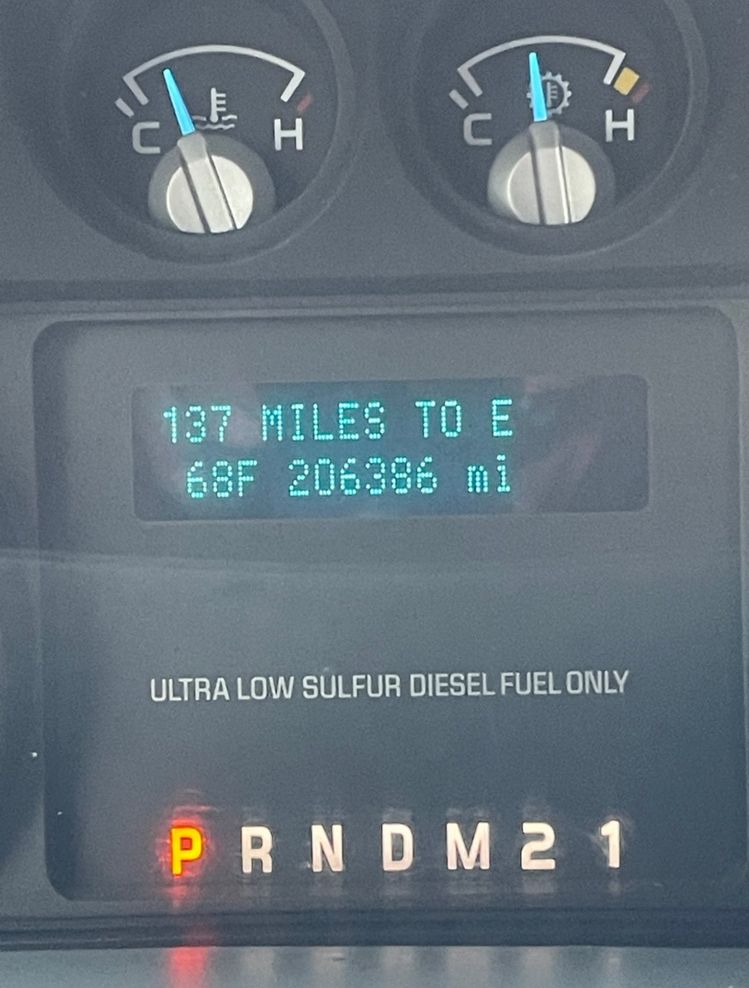 C H
C H
137 MILES TO E
68F 206386 mi
ULTRA LOW SULFUR DIESEL FUEL ONLY
P R N D M 2 1